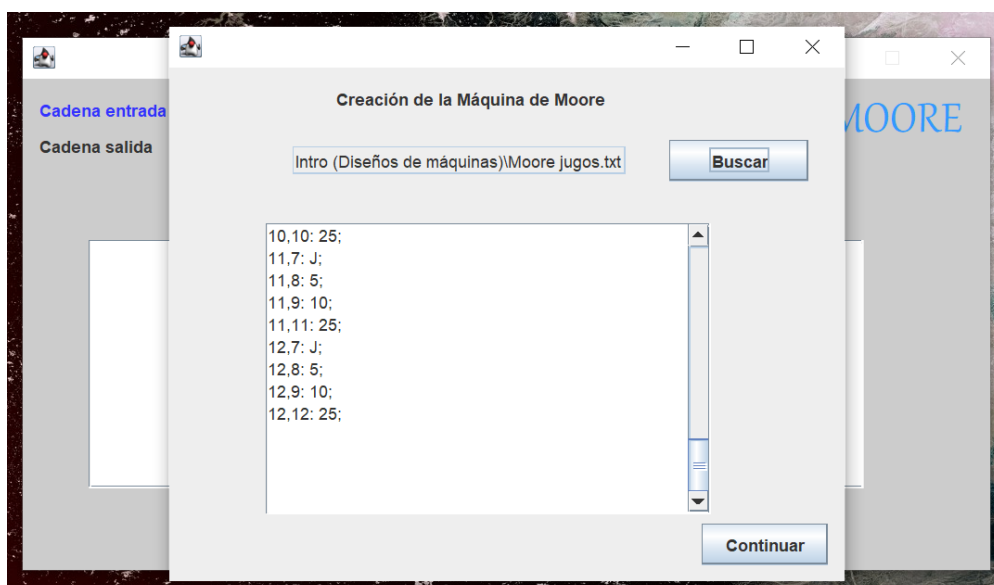 Creación de la Máquina de Moore
Cadena entrada
MOORE
Cadena salida
Intro (Diseños de máquinas)\Moore jugos.txt
Buscar
10,10: 25;
11,7: J;
11,8: 5;
11,9: 10;
11,11: 25;
12,7: J;
12,8: 5;
12,9: 10;
12,12: 25;
Continuar